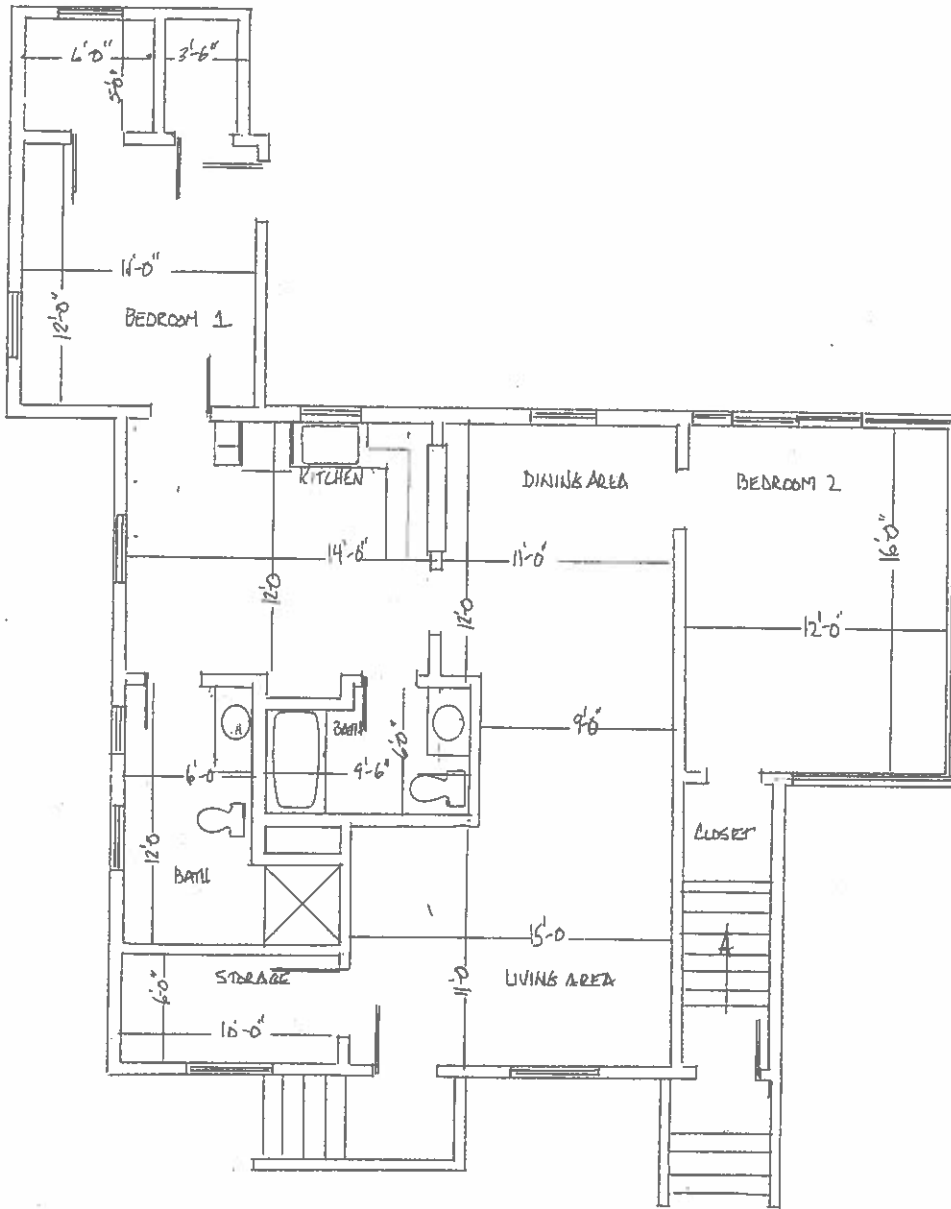 6'-0"
3'-6"
5'-0"
11'-0"
12'-0"
BEDROOM 1
KITCHEN
DINING AREA
BEDROOM 2
14'-6"
11'-0"
16'-0"
12'-0
12'-0
12'-0"
BATH
9'-0"
6'-0
9'-6"
6'-0"
12'-0
BATH
CLOSET
15'-0
STORAGE
6'-0"
11'-0
LIVING AREA
10'-0"